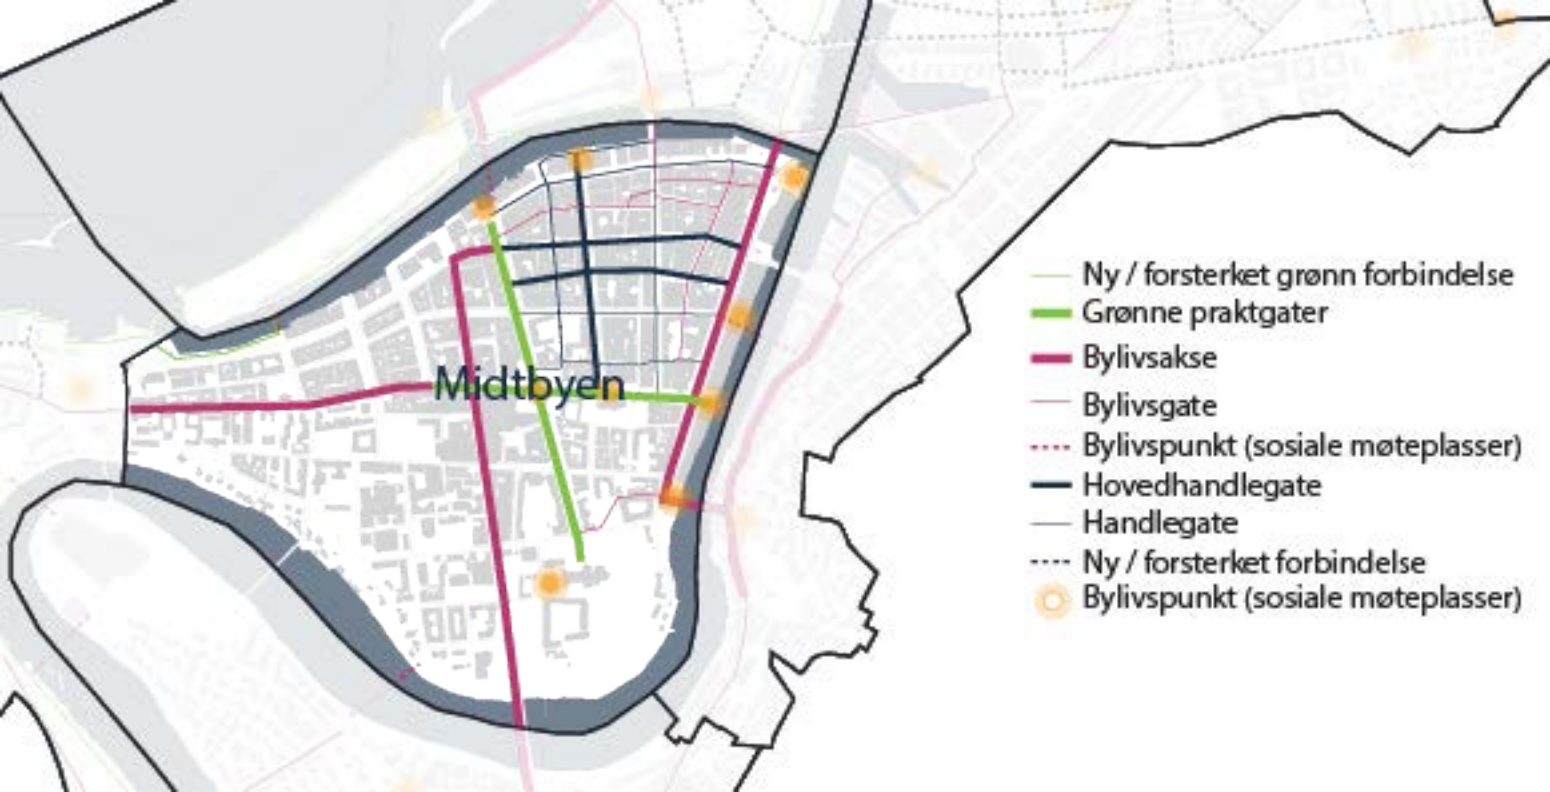 Midtbyen
Ny / forsterket grønn forbindelse
Grønne praktgater
Bylivsakse
Bylivsgate
Bylivspunkt (sosiale møteplasser)
Hovedhandlegate
Handlegate
Ny / forsterket forbindelse
Bylivspunkt (sosiale møteplasser)